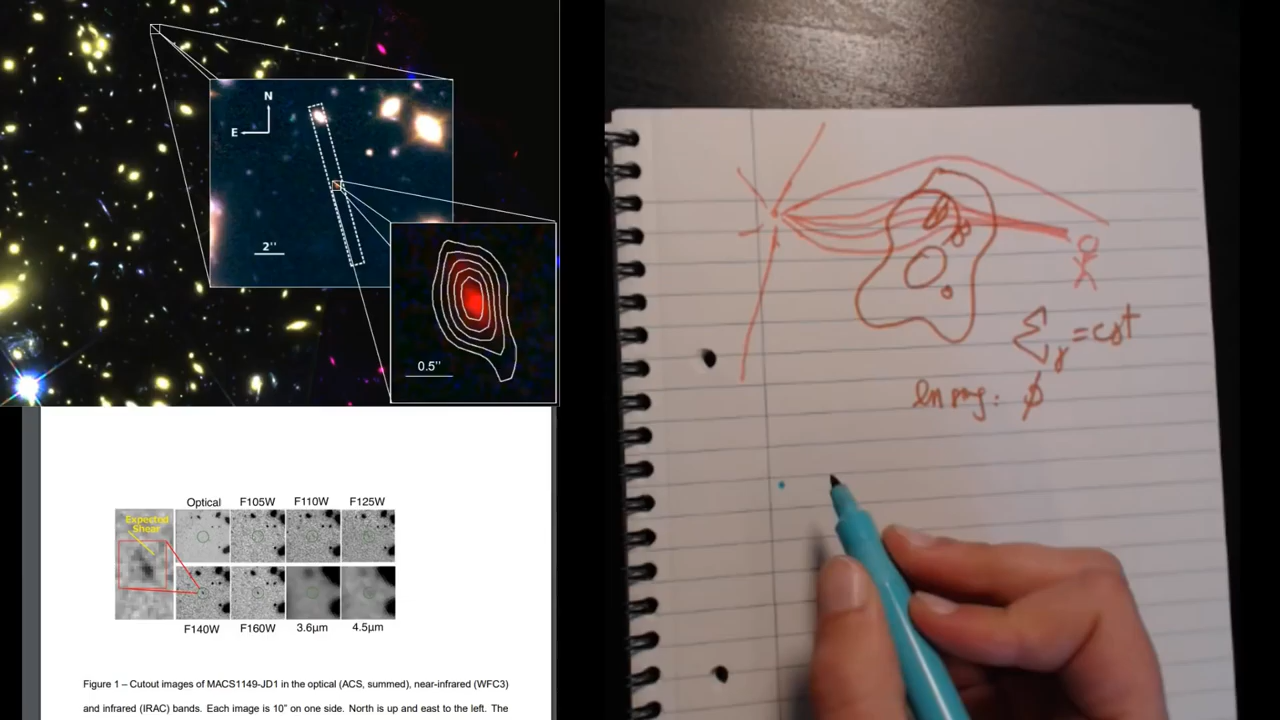 N
E
2''
0.5''
Optical F105W F110W F125W
Expected
Shear
F140W F160W 3.6μm 4.5μm
Figure 1 – Cutout images of MACS1149-JD1 in the optical (ACS, summed), near-infrared (WFC3)
and infrared (IRAC) bands. Each image is 10" on one side. North is up and east to the left. The
Σγ = cst